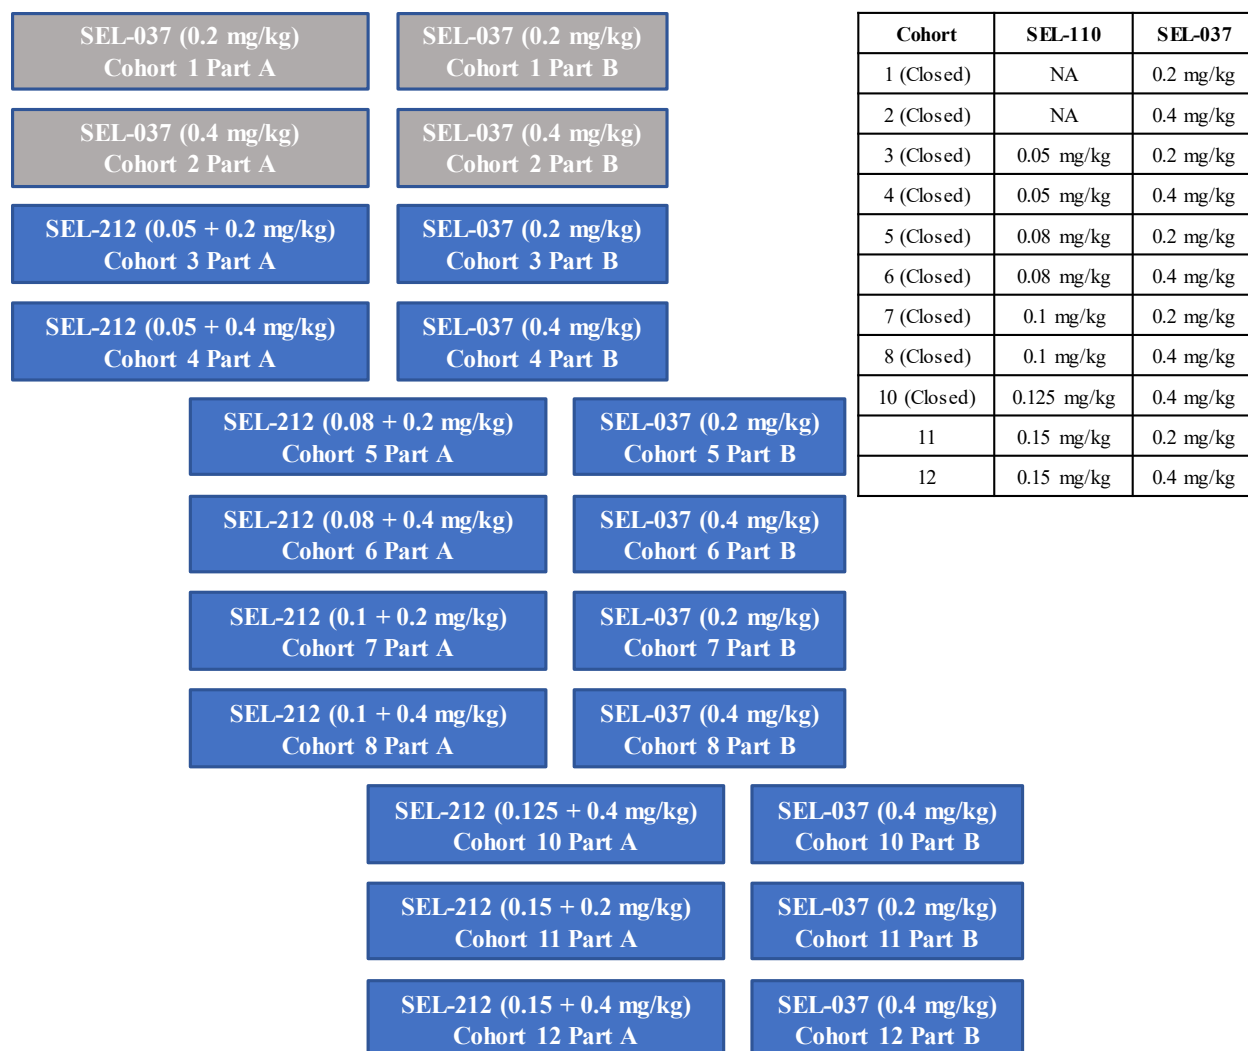 SEL-037 (0.2 mg/kg)
Cohort 1 Part A
SEL-037 (0.2 mg/kg)
Cohort 1 Part B
SEL-037 (0.4 mg/kg)
Cohort 2 Part A
SEL-037 (0.4 mg/kg)
Cohort 2 Part B
SEL-212 (0.05 + 0.2 mg/kg)
Cohort 3 Part A
SEL-037 (0.2 mg/kg)
Cohort 3 Part B
SEL-212 (0.05 + 0.4 mg/kg)
Cohort 4 Part A
SEL-037 (0.4 mg/kg)
Cohort 4 Part B
SEL-212 (0.08 + 0.2 mg/kg)
Cohort 5 Part A
SEL-037 (0.2 mg/kg)
Cohort 5 Part B
SEL-212 (0.08 + 0.4 mg/kg)
Cohort 6 Part A
SEL-037 (0.4 mg/kg)
Cohort 6 Part B
SEL-212 (0.1 + 0.2 mg/kg)
Cohort 7 Part A
SEL-037 (0.2 mg/kg)
Cohort 7 Part B
SEL-212 (0.1 + 0.4 mg/kg)
Cohort 8 Part A
SEL-037 (0.4 mg/kg)
Cohort 8 Part B
SEL-212 (0.125 + 0.4 mg/kg)
Cohort 10 Part A
SEL-037 (0.4 mg/kg)
Cohort 10 Part B
SEL-212 (0.15 + 0.2 mg/kg)
Cohort 11 Part A
SEL-037 (0.2 mg/kg)
Cohort 11 Part B
SEL-212 (0.15 + 0.4 mg/kg)
Cohort 12 Part A
SEL-037 (0.4 mg/kg)
Cohort 12 Part B
Cohort SEL-110 SEL-037
1 (Closed) NA 0.2 mg/kg
2 (Closed) NA 0.4 mg/kg
3 (Closed) 0.05 mg/kg 0.2 mg/kg
4 (Closed) 0.05 mg/kg 0.4 mg/kg
5 (Closed) 0.08 mg/kg 0.2 mg/kg
6 (Closed) 0.08 mg/kg 0.4 mg/kg
7 (Closed) 0.1 mg/kg 0.2 mg/kg
8 (Closed) 0.1 mg/kg 0.4 mg/kg
10 (Closed) 0.125 mg/kg 0.4 mg/kg
11 0.15 mg/kg 0.2 mg/kg
12 0.15 mg/kg 0.4 mg/kg